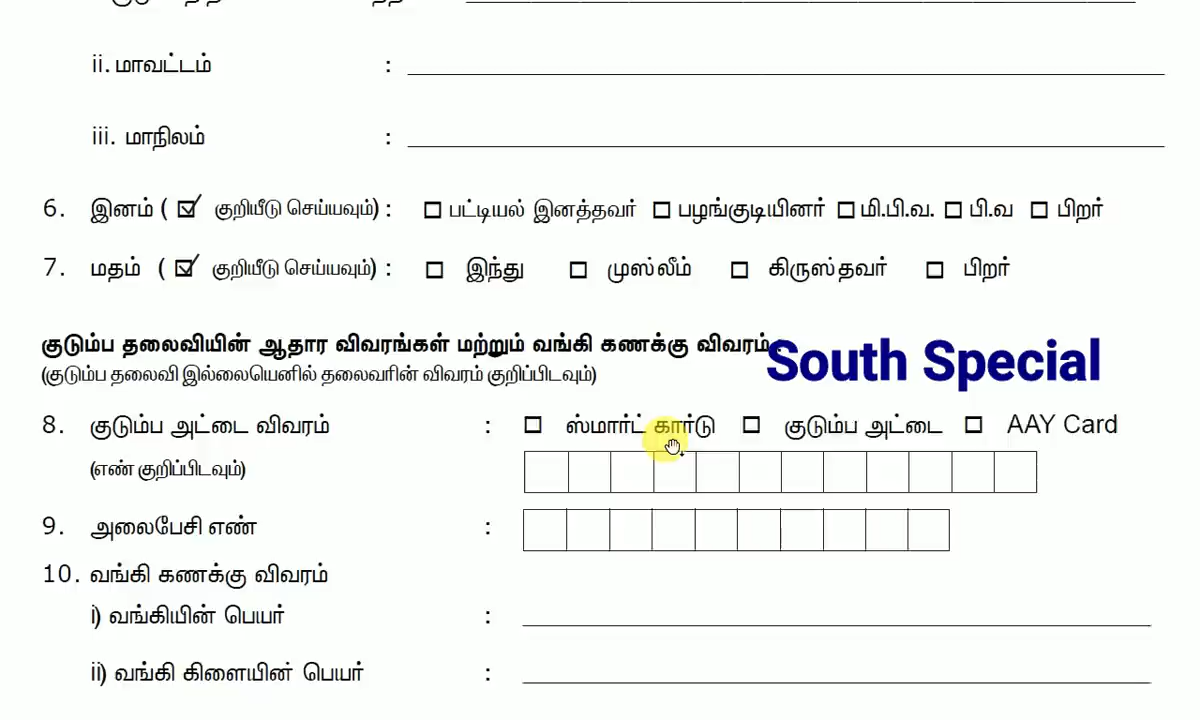 ii. மாவட்டம் :
iii. மாநிலம் :
6. இனம் ( ☑ குறியீடு செய்யவும்) : ☐ பட்டியல் இனத்தவர் ☐ பழங்குடியினர் ☐ மி.பி.வ. ☐ பி.வ ☐ பிறர்
7. மதம் ( ☑ குறியீடு செய்யவும்) : ☐ இந்து ☐ முஸ்லீம் ☐ கிருஸ்தவர் ☐ பிறர்
குடும்ப தலைவியின் ஆதார விவரங்கள் மற்றும் வங்கி கணக்கு விவரம் :
South Special
(குடும்ப தலைவி இல்லையெனில் தலைவரின் விவரம் குறிப்பிடவும்)
8. குடும்ப அட்டை விவரம் : ☐ ஸ்மார்ட் கார்டு ☐ குடும்ப அட்டை ☐ AAY Card
(எண் குறிப்பிடவும்)
9. அலைபேசி எண் :
10. வங்கி கணக்கு விவரம்
i) வங்கியின் பெயர் :
ii) வங்கி கிளையின் பெயர் :